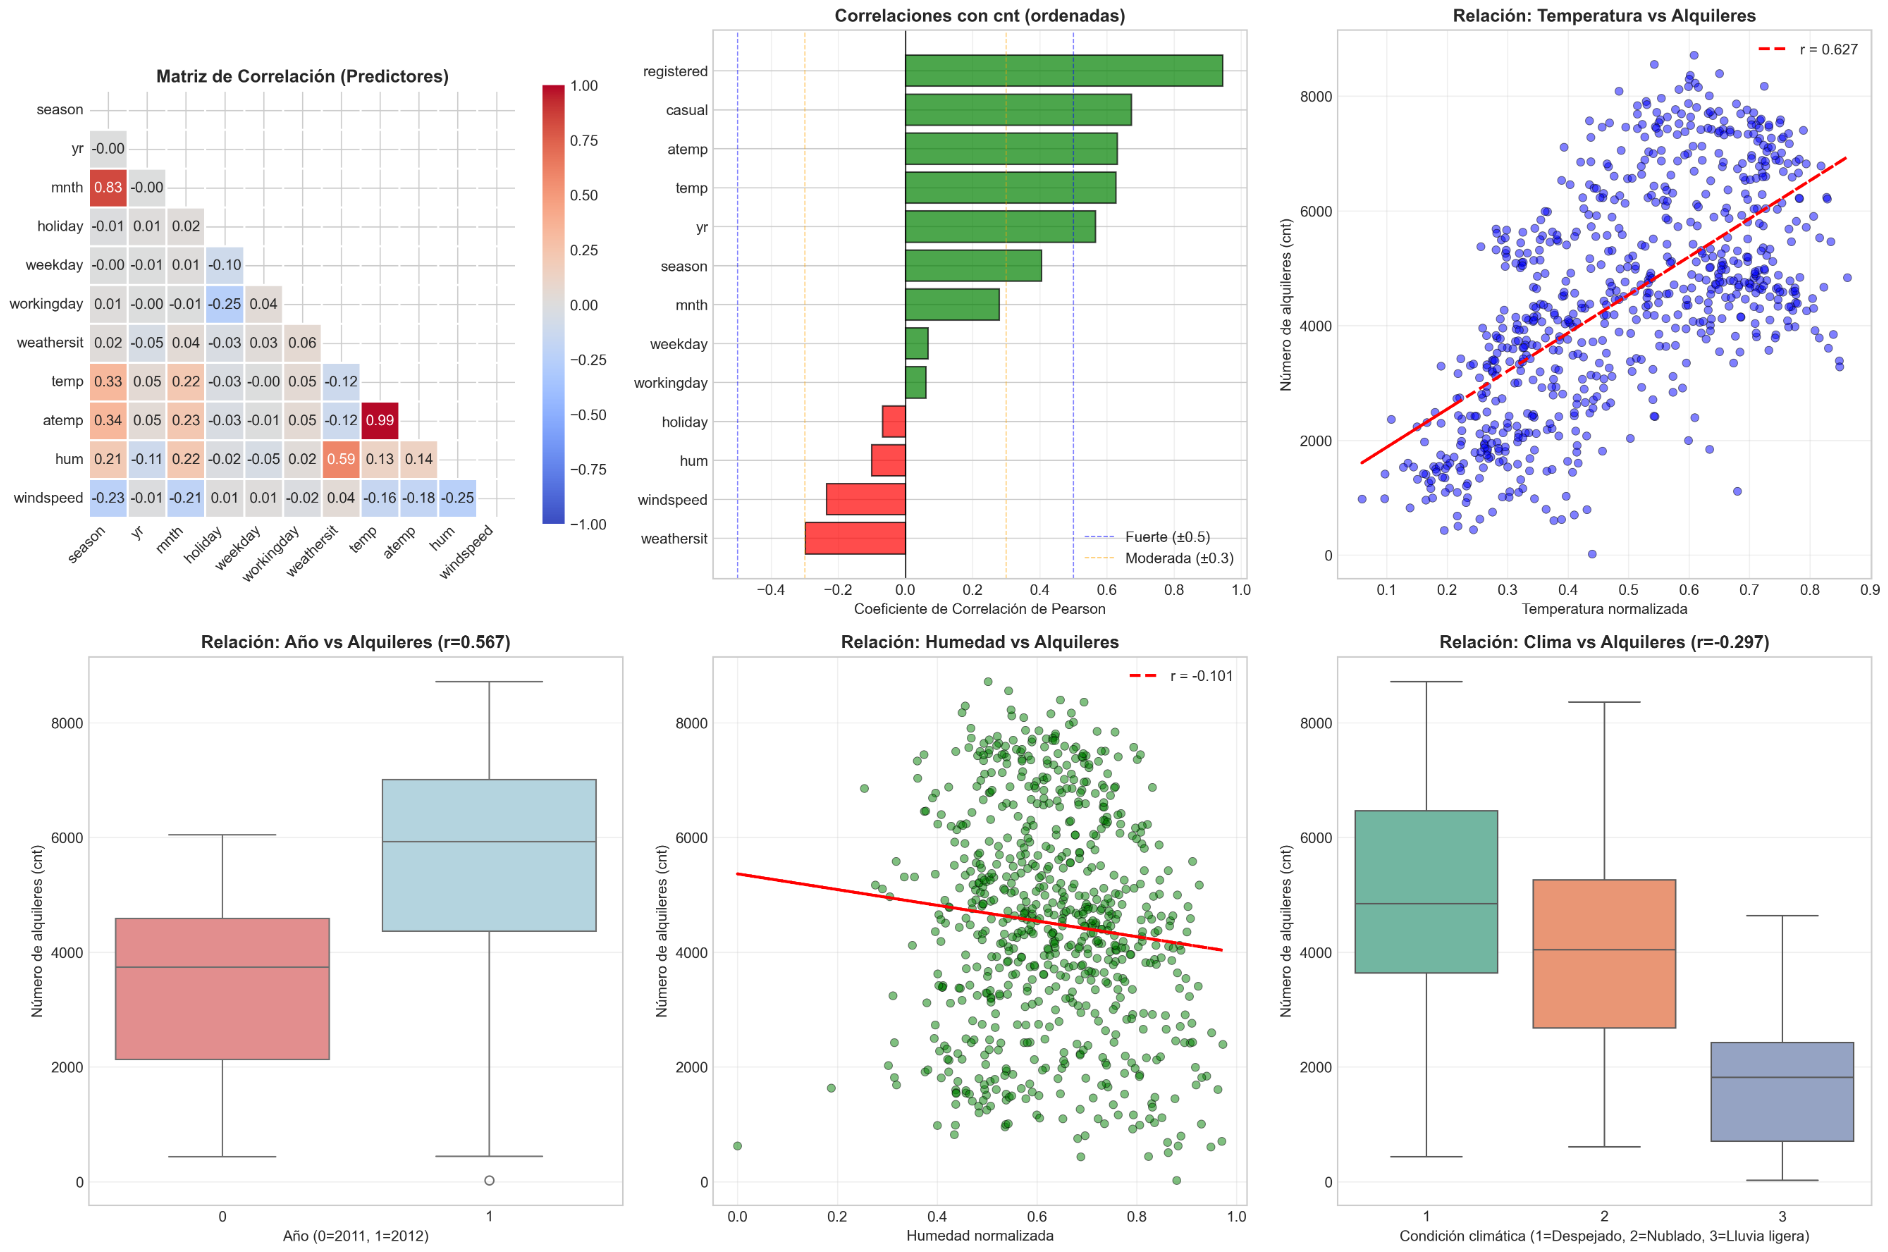 Matriz de Correlación (Predictores)
season
yr -0.00
mnth 0.83 -0.00
holiday -0.01 0.01 0.02
weekday -0.00 -0.01 0.01 -0.10
workingday 0.01 -0.00 -0.01 -0.25 0.04
weathersit 0.02 -0.05 0.04 -0.03 0.03 0.06
temp 0.33 0.05 0.22 -0.03 -0.00 0.05 -0.12
atemp 0.34 0.05 0.23 -0.03 -0.01 0.05 -0.12 0.99
hum 0.21 -0.11 0.22 -0.02 -0.05 0.02 0.59 0.13 0.14
windspeed -0.23 -0.01 -0.21 0.01 0.01 -0.02 0.04 -0.16 -0.18 -0.25
season yr mnth holiday weekday workingday weathersit temp atemp hum windspeed
1.00
0.75
0.50
0.25
0.00
−0.25
−0.50
−0.75
−1.00
Correlaciones con cnt (ordenadas)
registered
casual
atemp
temp
yr
season
mnth
weekday
workingday
holiday
hum
windspeed
weathersit
Fuerte (±0.5)
Moderada (±0.3)
−0.4 −0.2 0.0 0.2 0.4 0.6 0.8 1.0
Coeficiente de Correlación de Pearson
Relación: Temperatura vs Alquileres
r = 0.627
Número de alquileres (cnt)
8000
6000
4000
2000
0
0.1 0.2 0.3 0.4 0.5 0.6 0.7 0.8 0.9
Temperatura normalizada
Relación: Año vs Alquileres (r=0.567)
Número de alquileres (cnt)
8000
6000
4000
2000
0
0 1
Año (0=2011, 1=2012)
Relación: Humedad vs Alquileres
r = -0.101
Número de alquileres (cnt)
8000
6000
4000
2000
0
0.0 0.2 0.4 0.6 0.8 1.0
Humedad normalizada
Relación: Clima vs Alquileres (r=-0.297)
Número de alquileres (cnt)
8000
6000
4000
2000
0
1 2 3
Condición climática (1=Despejado, 2=Nublado, 3=Lluvia ligera)